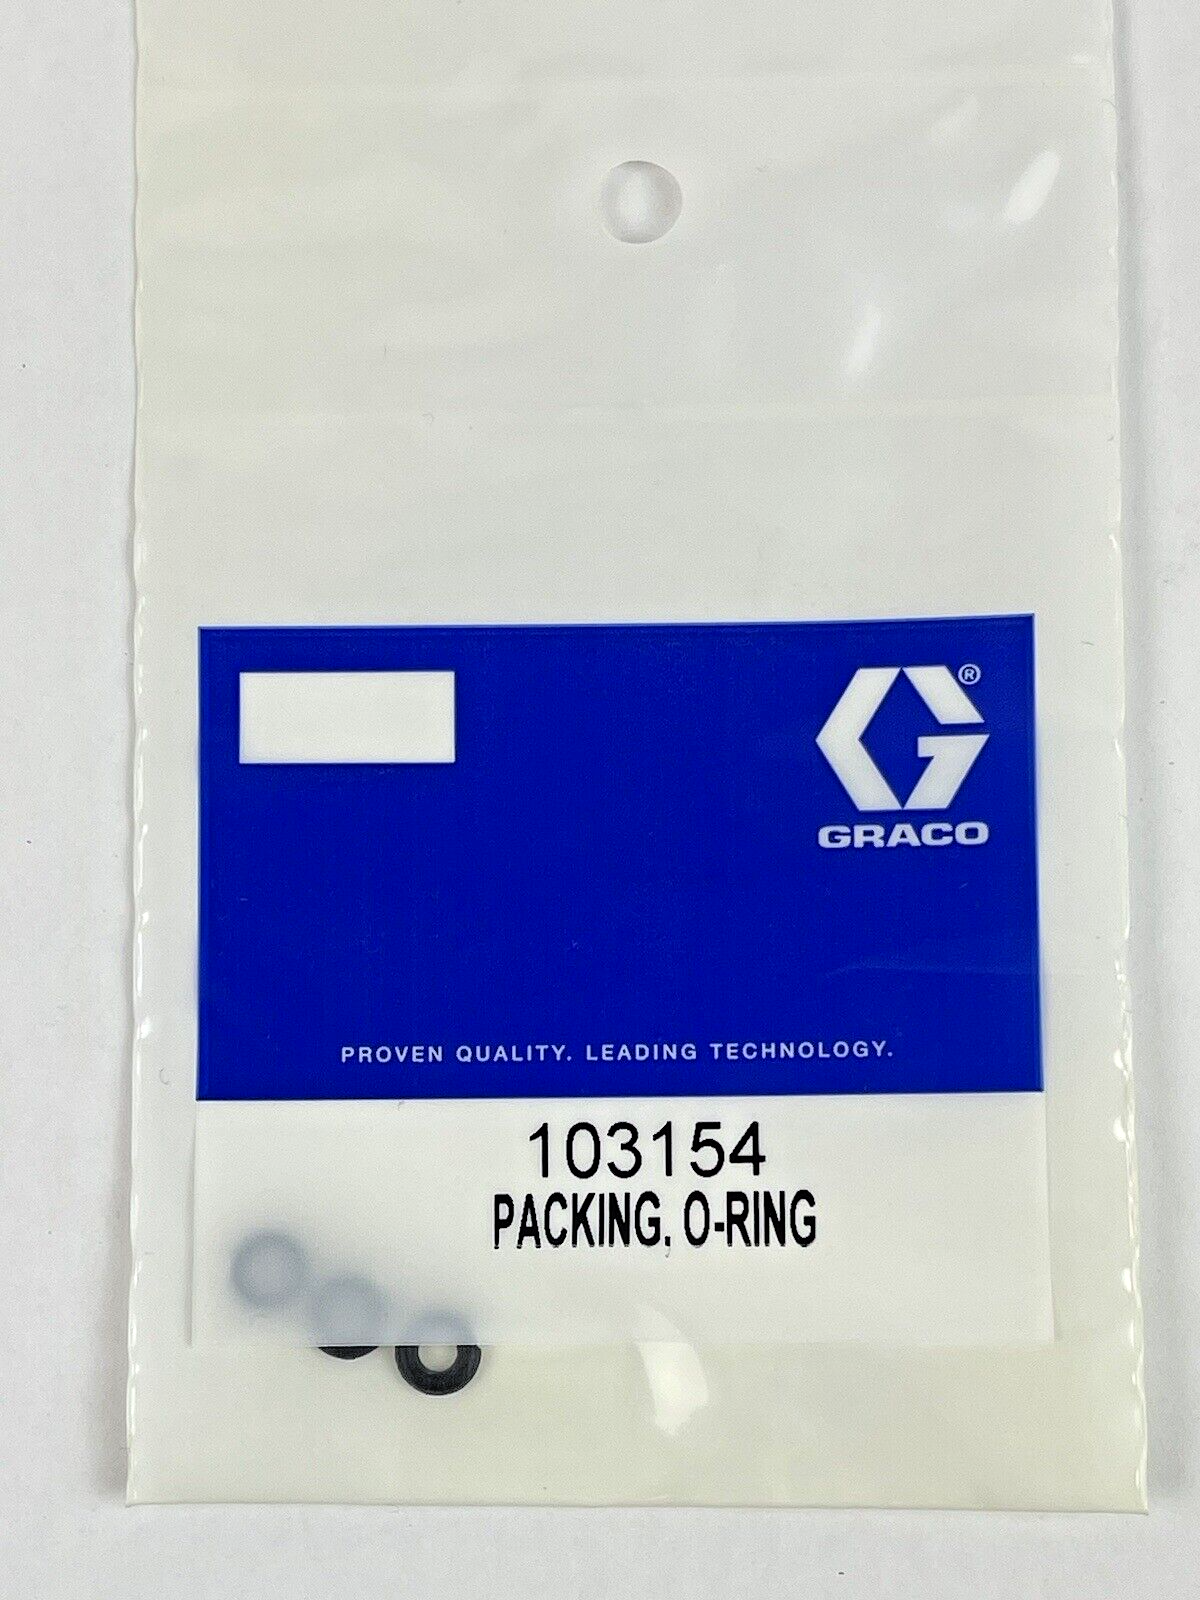 ®
GRACO
PROVEN QUALITY. LEADING TECHNOLOGY.
103154
PACKING, O-RING